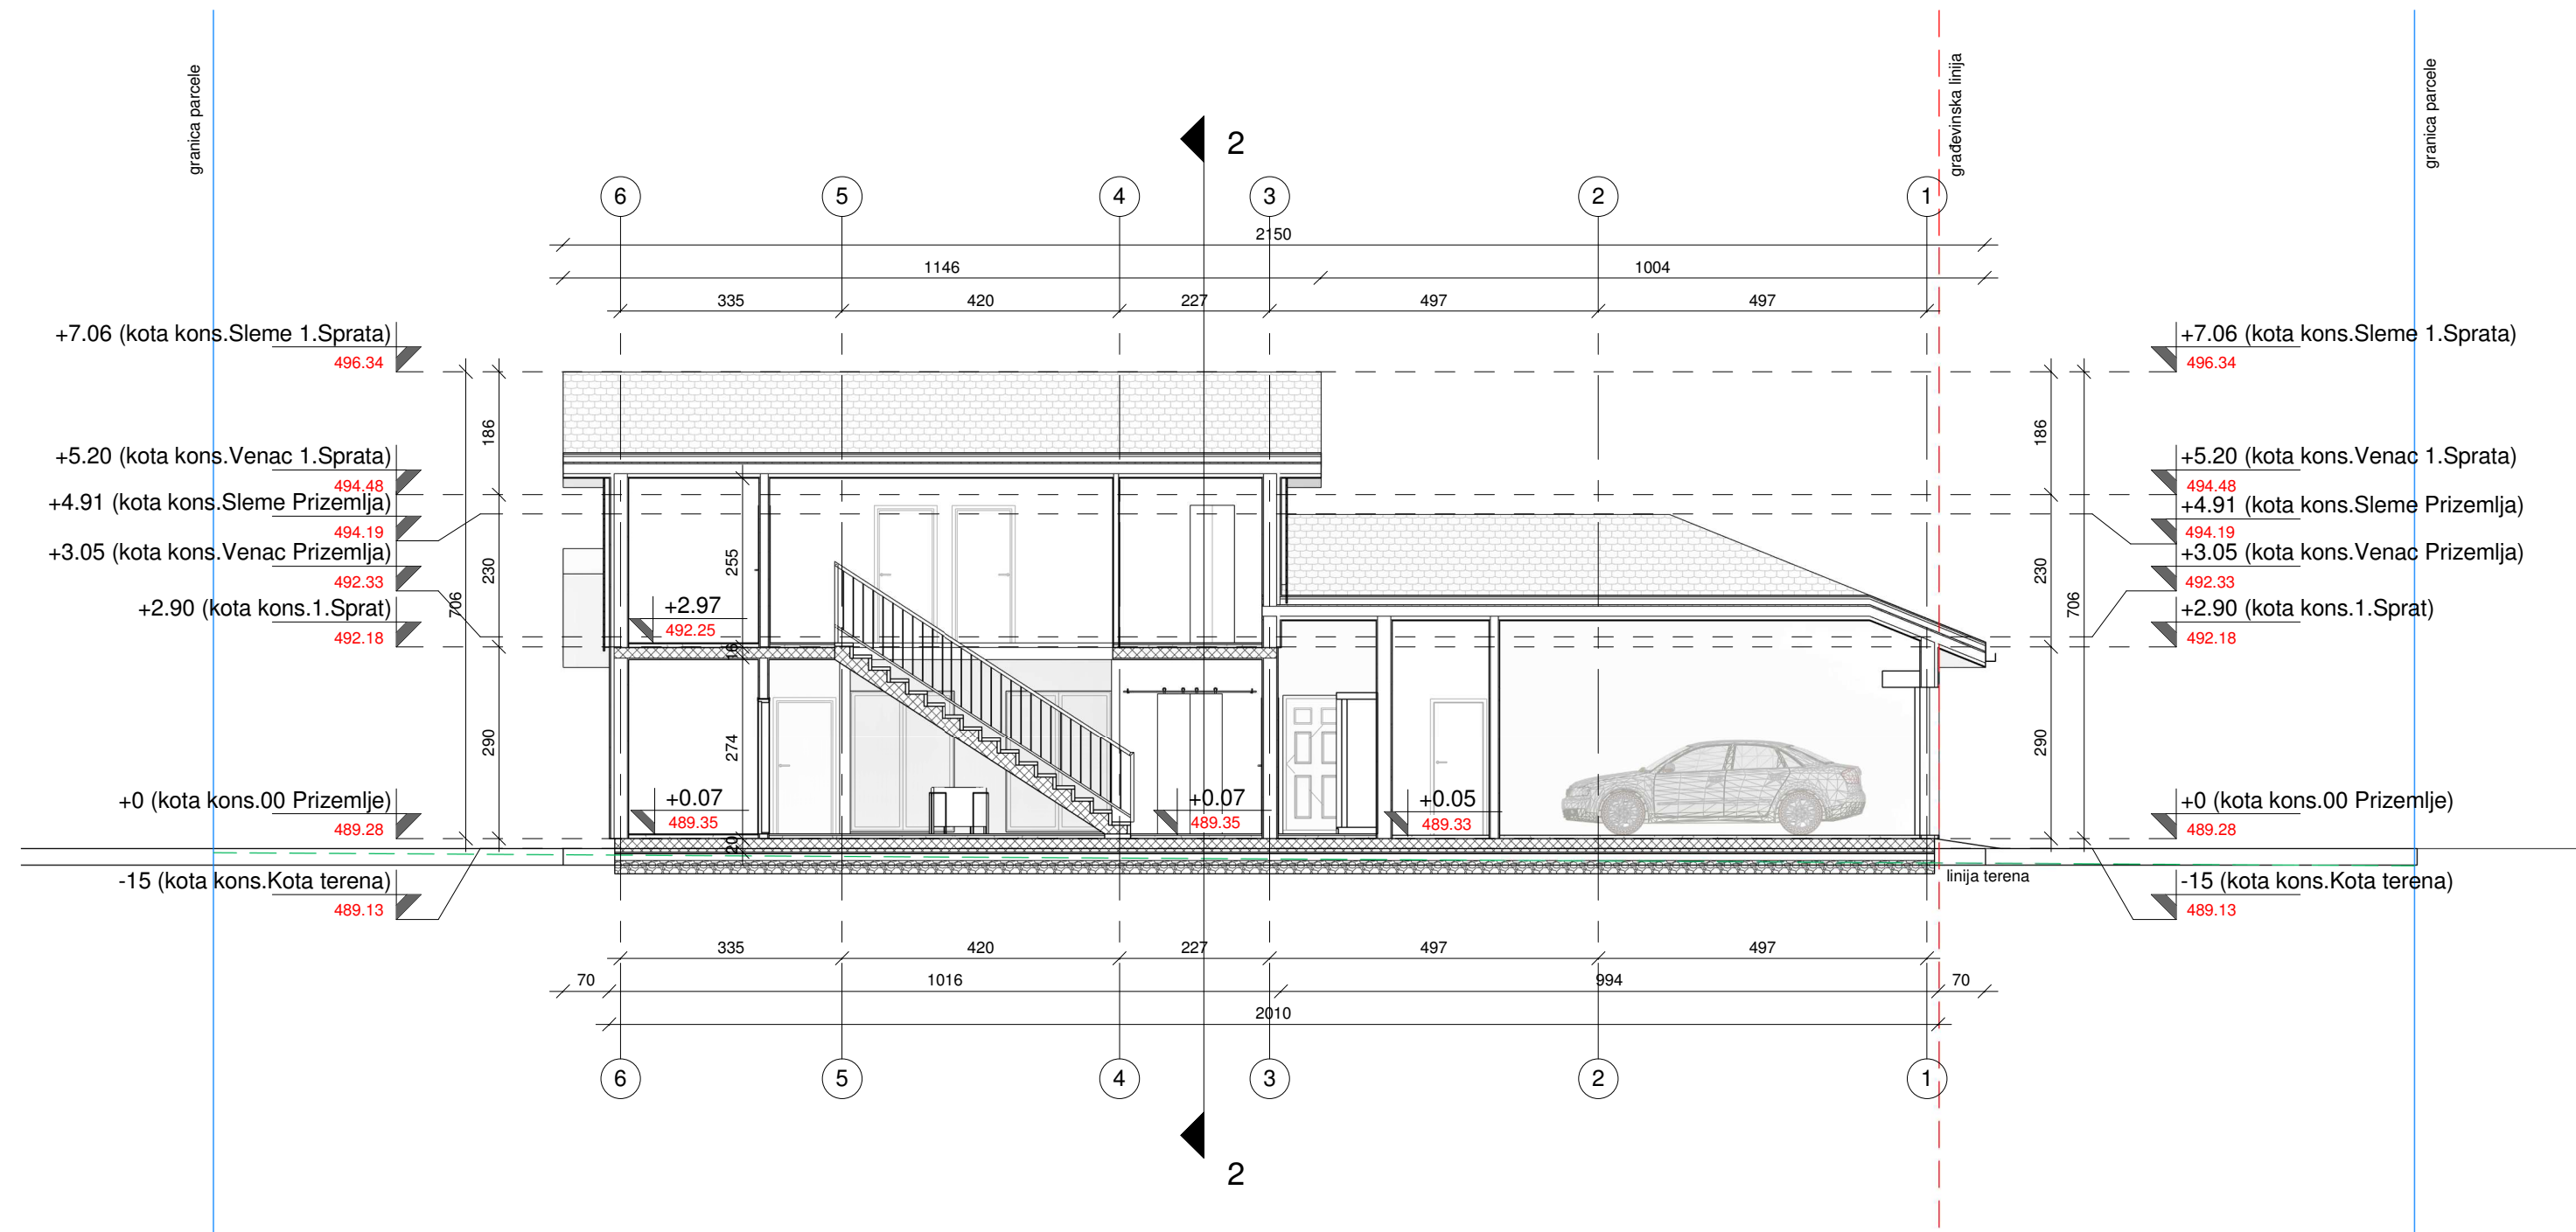 granica parcele
građevinska linija
granica parcele
2
6 5 4 3 2 1
2150
1146 1004
335 420 227 497 497
+7.06 (kota kons.Sleme 1.Sprata)
496.34
+5.20 (kota kons.Venac 1.Sprata)
494.48
+4.91 (kota kons.Sleme Prizemlja)
494.19
+3.05 (kota kons.Venac Prizemlja)
492.33
+2.90 (kota kons.1.Sprat)
492.18
+0 (kota kons.00 Prizemlje)
489.28
-15 (kota kons.Kota terena)
489.13
186
230
706
290
255
+2.97
492.25
16
274
+0.07
489.35
20
+0.07
489.35
+0.05
489.33
186
230
706
290
+7.06 (kota kons.Sleme 1.Sprata)
496.34
+5.20 (kota kons.Venac 1.Sprata)
494.48
+4.91 (kota kons.Sleme Prizemlja)
494.19
+3.05 (kota kons.Venac Prizemlja)
492.33
+2.90 (kota kons.1.Sprat)
492.18
+0 (kota kons.00 Prizemlje)
489.28
-15 (kota kons.Kota terena)
489.13
linija terena
335 420 227 497 497
70 1016 994 70
2010
6 5 4 3 2 1
2